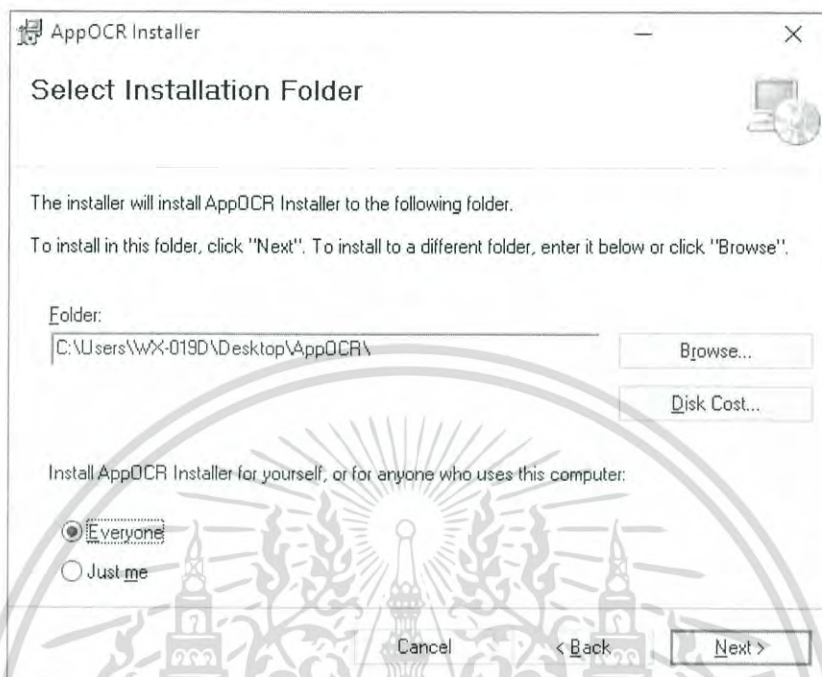 AppOCR Installer
Select Installation Folder
The installer will install AppOCR Installer to the following folder.
To install in this folder, click "Next". To install to a different folder, enter it below or click "Browse".
Folder:
C:\Users\WX-019D\Desktop\AppOCR\
Browse...
Disk Cost...
Install AppOCR Installer for yourself, or for anyone who uses this computer:
Everyone
Just me
Cancel
< Back
Next >